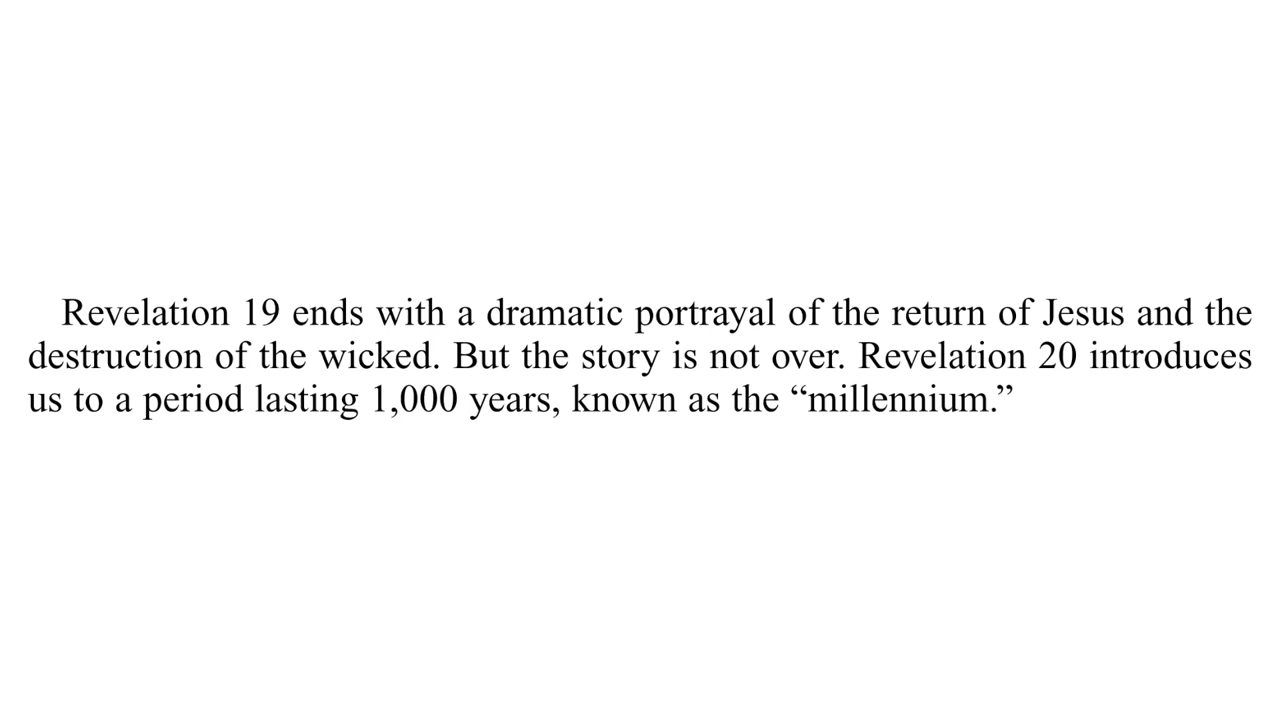 Revelation 19 ends with a dramatic portrayal of the return of Jesus and the
destruction of the wicked. But the story is not over. Revelation 20 introduces
us to a period lasting 1,000 years, known as the “millennium.”